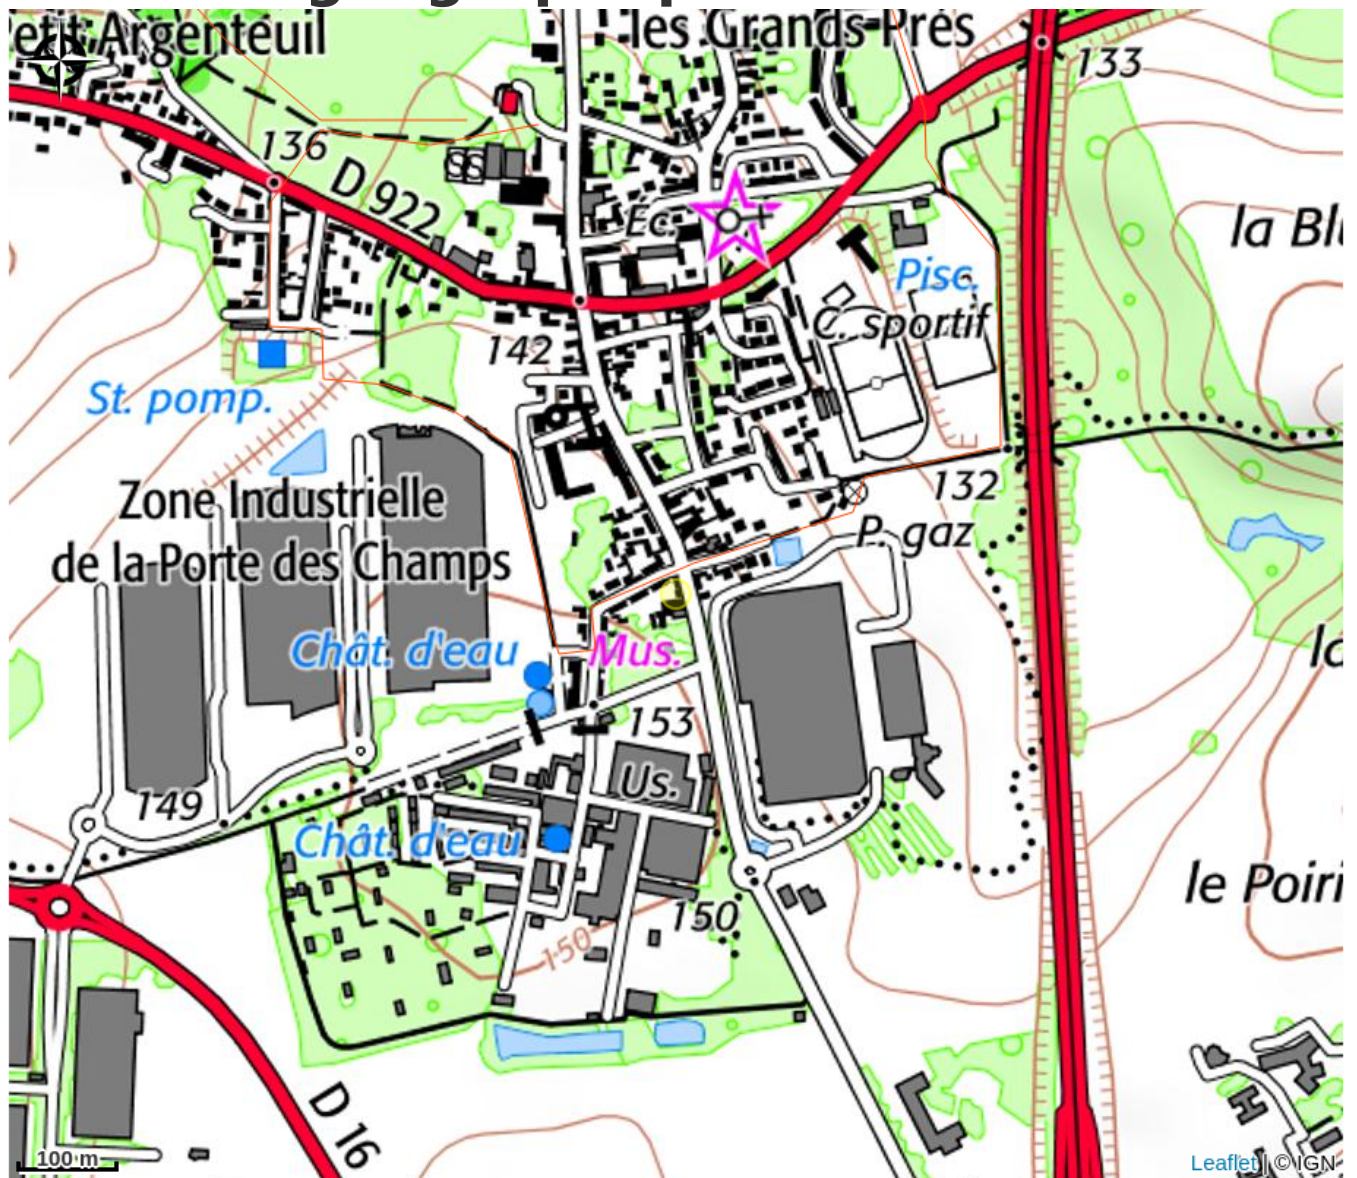 Petit Argenteuil
les Grands-Prés
133
136
D 922
Éc.
la Bl
Pisc.
C. sportif
142
St. pomp.
Zone Industrielle
de la Porte des Champs
132
P. gaz
Chât. d'eau
Mus.
153
Us.
149
Chât. d'eau
le Poiri
150
150
D 16
100 m
Leaflet | © IGN